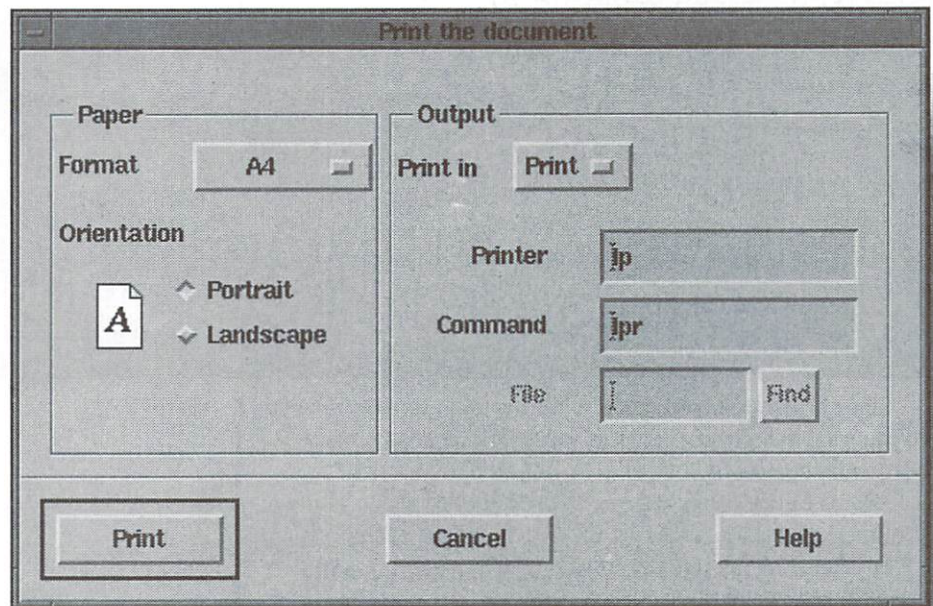 Print the document
Paper
Format A4
Orientation
A
Portrait
Landscape
Output
Print in Print
Printer lp
Command lpr
File Find
Print Cancel Help